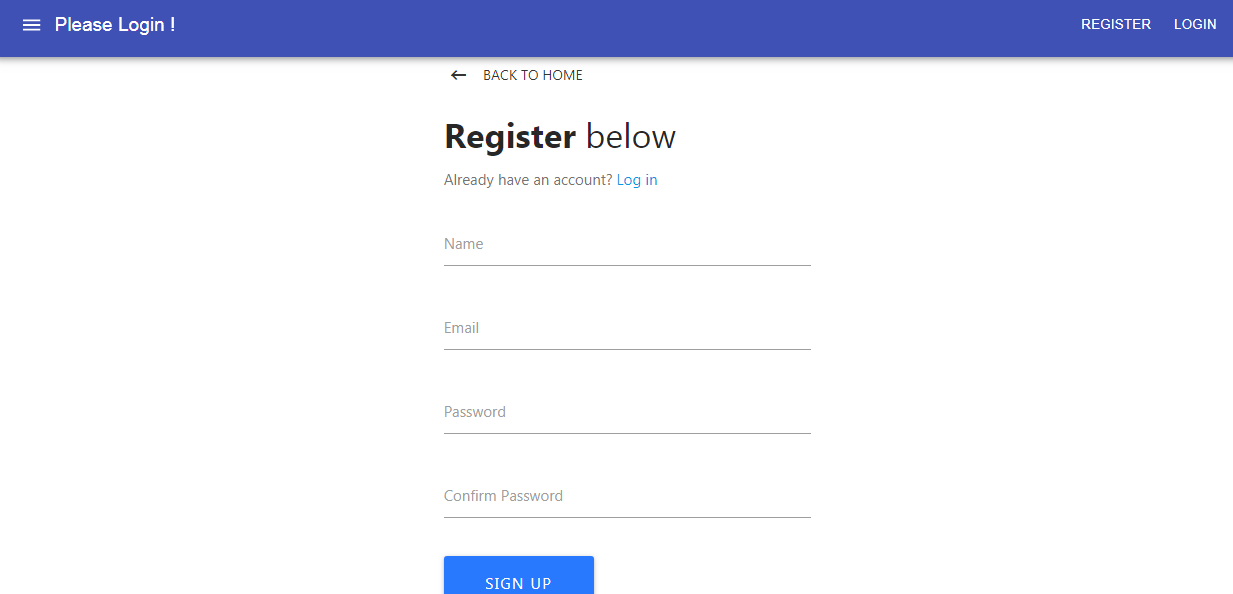 Please Login !
REGISTER LOGIN
BACK TO HOME
Register below
Already have an account? Log in
Name
Email
Password
Confirm Password
SIGN UP